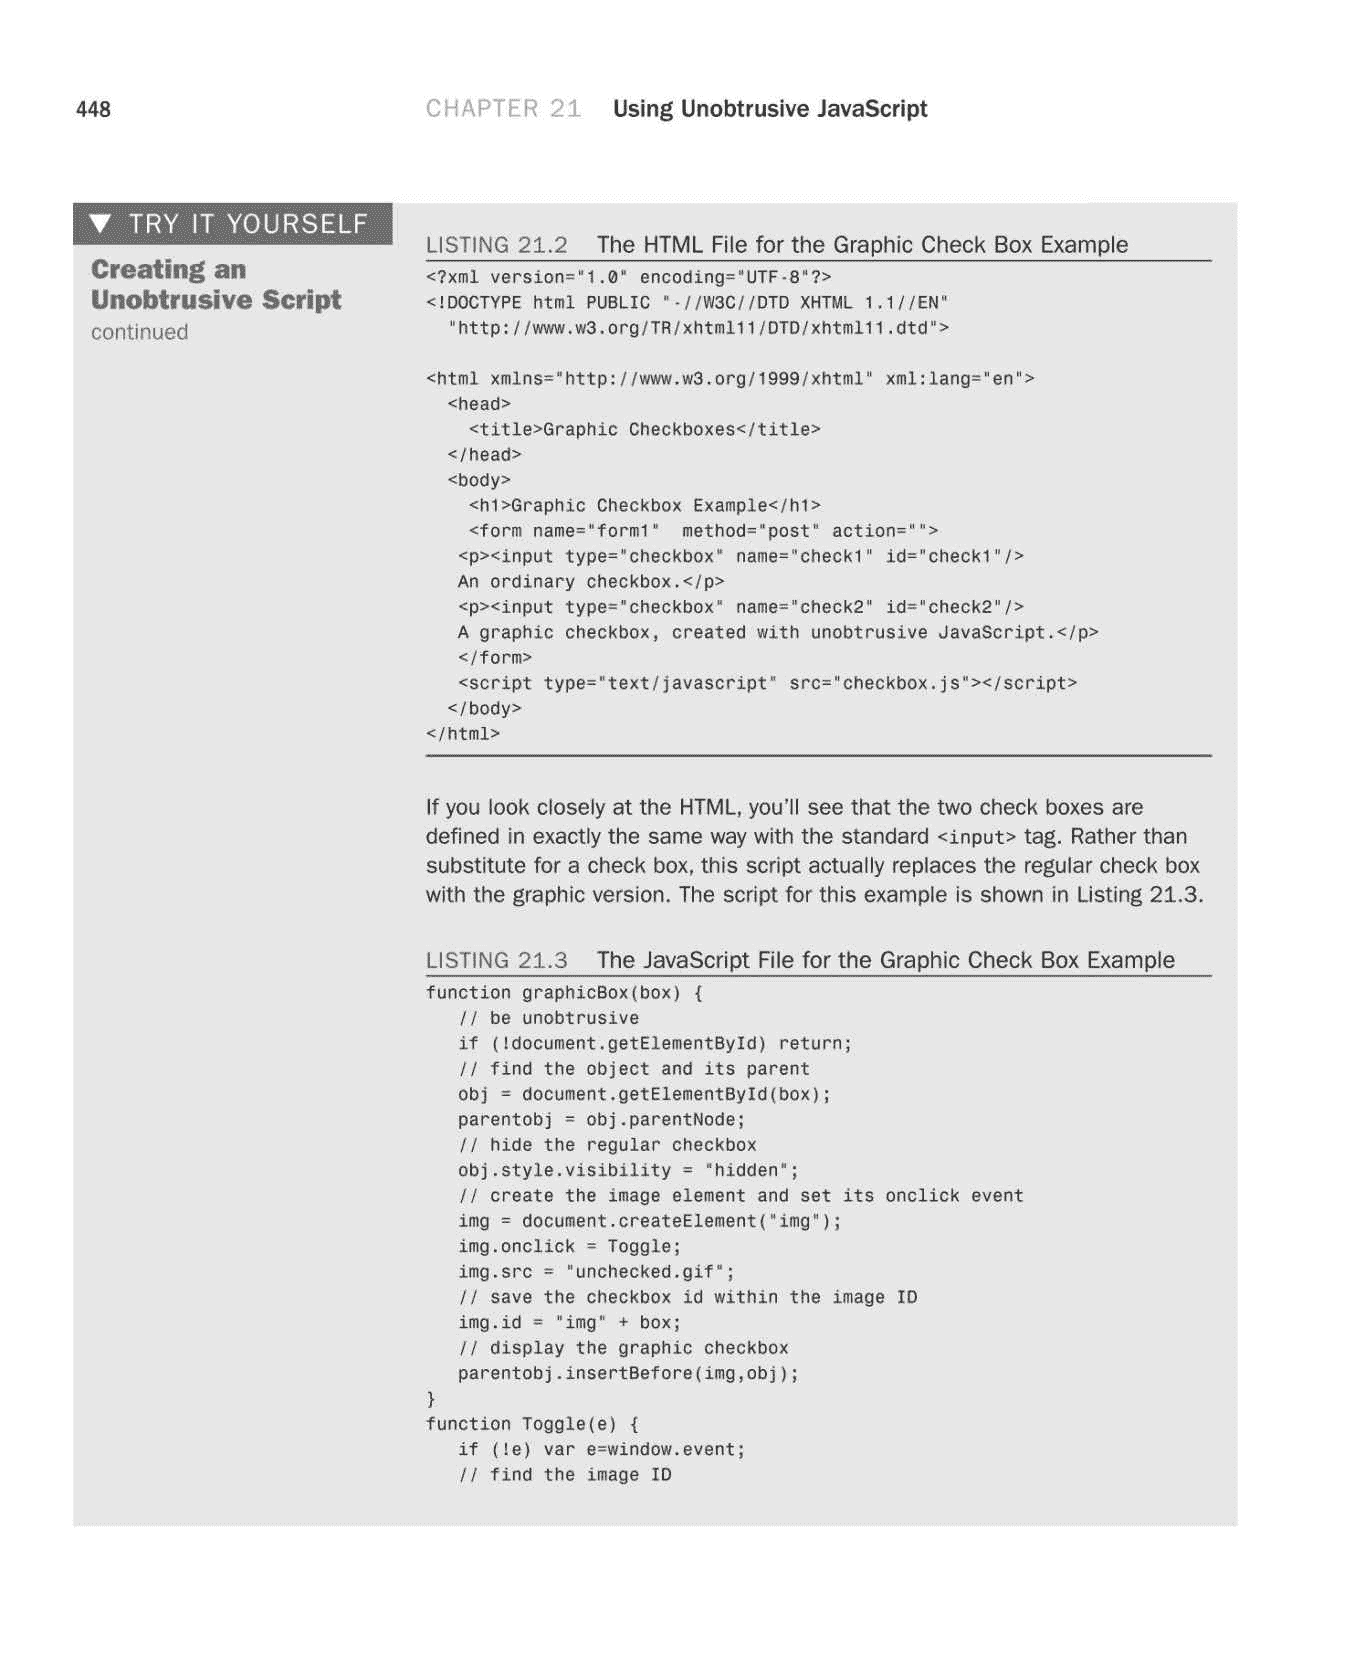 448 CHAPTER 21 Using Unobtrusive JavaScript
▼ TRY IT YOURSELF
Creating an
Unobtrusive Script
continued
LISTING 21.2 The HTML File for the Graphic Check Box Example
<?xml version="1.0" encoding="UTF-8"?>
<!DOCTYPE html PUBLIC "-//W3C//DTD XHTML 1.1//EN"
  "http://www.w3.org/TR/xhtml11/DTD/xhtml11.dtd">

<html xmlns="http://www.w3.org/1999/xhtml" xml:lang="en">
  <head>
    <title>Graphic Checkboxes</title>
  </head>
  <body>
    <h1>Graphic Checkbox Example</h1>
    <form name="form1"  method="post" action="">
   <p><input type="checkbox" name="check1" id="check1"/>
   An ordinary checkbox.</p>
   <p><input type="checkbox" name="check2" id="check2"/>
   A graphic checkbox, created with unobtrusive JavaScript.</p>
   </form>
   <script type="text/javascript" src="checkbox.js"></script>
  </body>
</html>
If you look closely at the HTML, you'll see that the two check boxes are
defined in exactly the same way with the standard <input> tag. Rather than
substitute for a check box, this script actually replaces the regular check box
with the graphic version. The script for this example is shown in Listing 21.3.
LISTING 21.3 The JavaScript File for the Graphic Check Box Example
function graphicBox(box) {
   // be unobtrusive
   if (!document.getElementById) return;
   // find the object and its parent
   obj = document.getElementById(box);
   parentobj = obj.parentNode;
   // hide the regular checkbox
   obj.style.visibility = "hidden";
   // create the image element and set its onclick event
   img = document.createElement("img");
   img.onclick = Toggle;
   img.src = "unchecked.gif";
   // save the checkbox id within the image ID
   img.id = "img" + box;
   // display the graphic checkbox
   parentobj.insertBefore(img,obj);
}
function Toggle(e) {
   if (!e) var e=window.event;
   // find the image ID